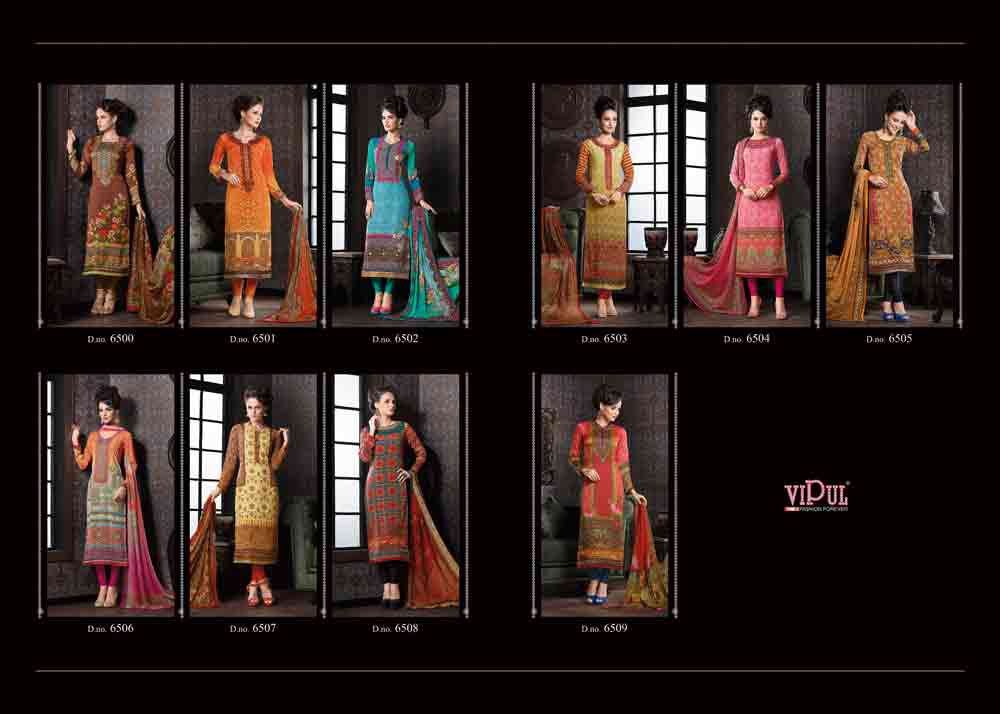 D.no. 6500
D.no. 6501
D.no. 6502
D.no. 6503
D.no. 6504
D.no. 6505
D.no. 6506
D.no. 6507
D.no. 6508
D.no. 6509
VIPUL®
FASHION FOREVER